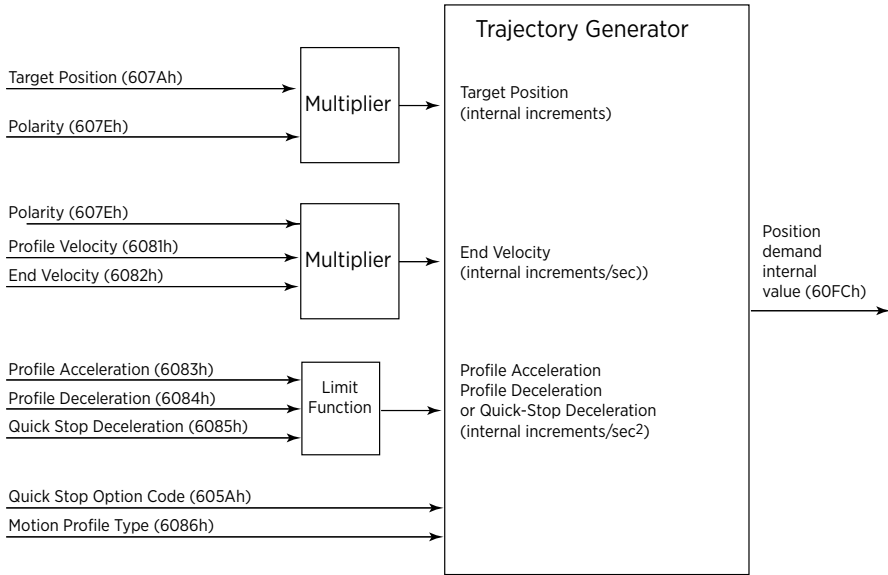 Trajectory Generator
Target Position (607Ah)
Polarity (607Eh)
Multiplier
Target Position
(internal increments)
Polarity (607Eh)
Profile Velocity (6081h)
End Velocity (6082h)
Multiplier
End Velocity
(internal increments/sec))
Position
demand
internal
value (60FCh)
Profile Acceleration (6083h)
Profile Deceleration (6084h)
Quick Stop Deceleration (6085h)
Limit
Function
Profile Acceleration
Profile Deceleration
or Quick-Stop Deceleration
(internal increments/sec²)
Quick Stop Option Code (605Ah)
Motion Profile Type (6086h)